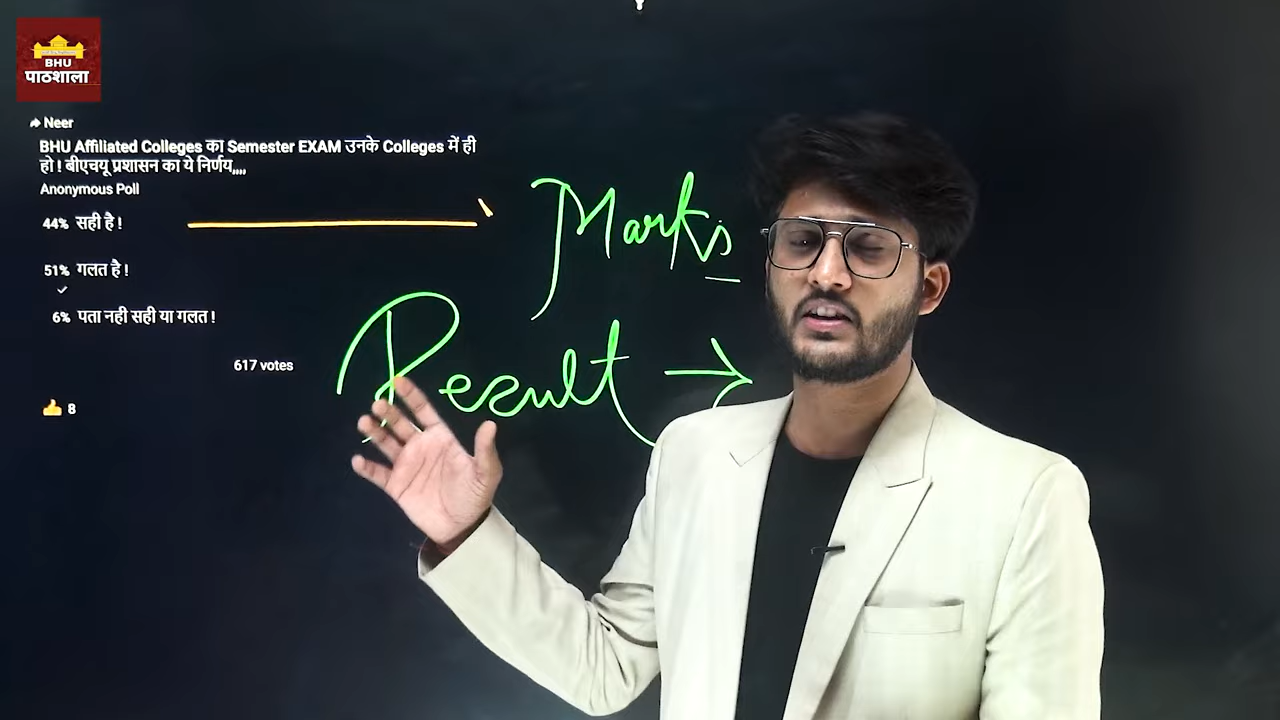 BHU
पाठशाला
Neer
BHU Affiliated Colleges का Semester EXAM उनके Colleges में ही
हो ! बीएचयू प्रशासन का ये निर्णय,,,,
Anonymous Poll
44% सही है !
51% गलत है !
6% पता नही सही या गलत !
617 votes
👍 8
Marks
Result →